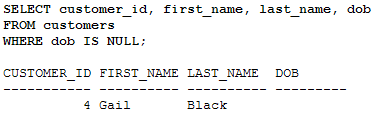 SELECT customer_id, first_name, last_name, dob
FROM customers
WHERE dob IS NULL;
CUSTOMER_ID FIRST_NAME LAST_NAME  DOB
----------- ---------- ---------- ---------
          4 Gail       Black